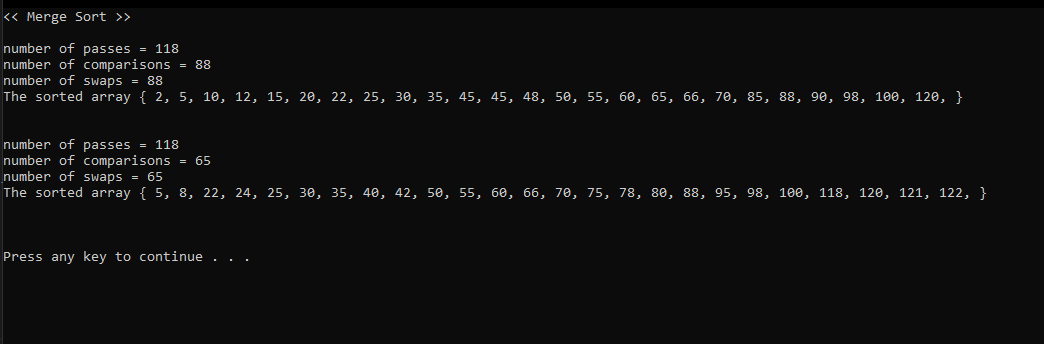 << Merge Sort >>
number of passes = 118
number of comparisons = 88
number of swaps = 88
The sorted array { 2, 5, 10, 12, 15, 20, 22, 25, 30, 35, 45, 45, 48, 50, 55, 60, 65, 66, 70, 85, 88, 90, 98, 100, 120, }
number of passes = 118
number of comparisons = 65
number of swaps = 65
The sorted array { 5, 8, 22, 24, 25, 30, 35, 40, 42, 50, 55, 60, 66, 70, 75, 78, 80, 88, 95, 98, 100, 118, 120, 121, 122, }
Press any key to continue . . .